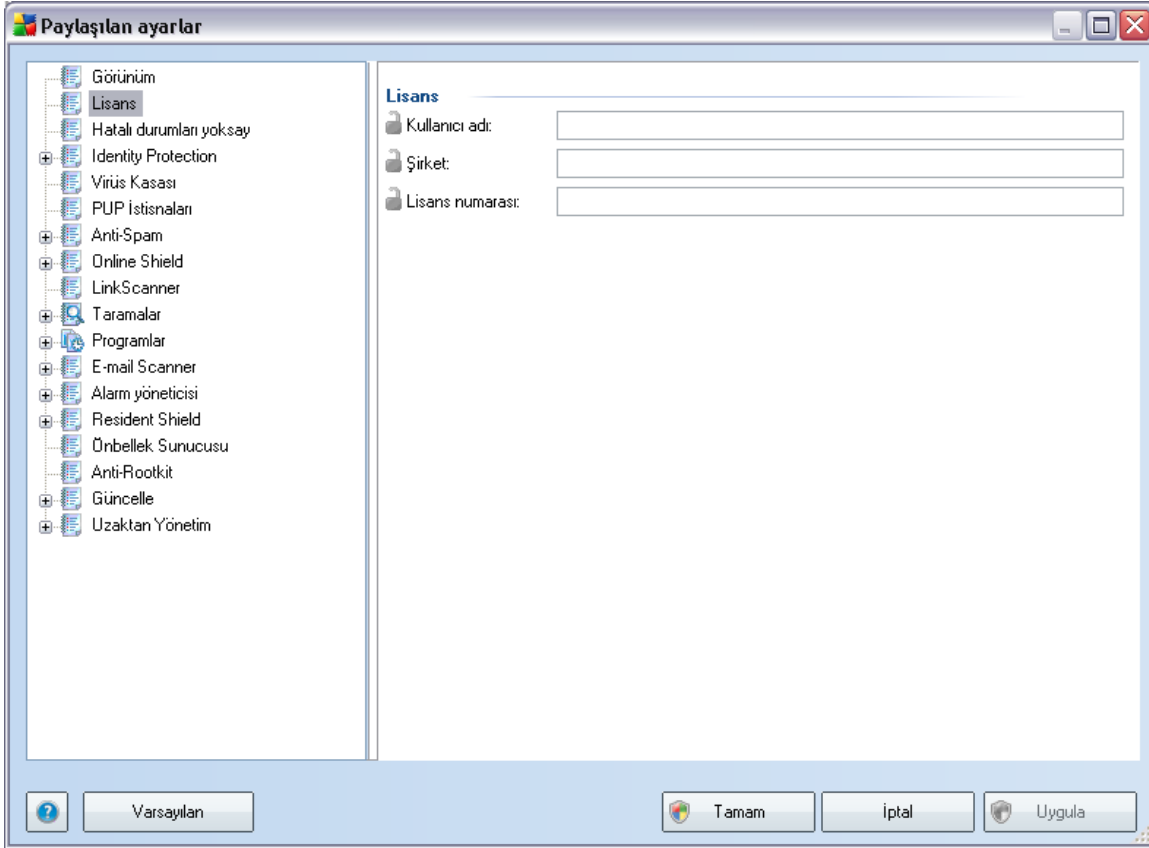 Paylaşılan ayarlar
Görünüm
Lisans
Hatalı durumları yoksay
Identity Protection
Virüs Kasası
PUP İstisnaları
Anti-Spam
Online Shield
LinkScanner
Taramalar
Programlar
E-mail Scanner
Alarm yöneticisi
Resident Shield
Önbellek Sunucusu
Anti-Rootkit
Güncelle
Uzaktan Yönetim
Lisans
Kullanıcı adı:
Şirket:
Lisans numarası:
Varsayılan
Tamam
İptal
Uygula